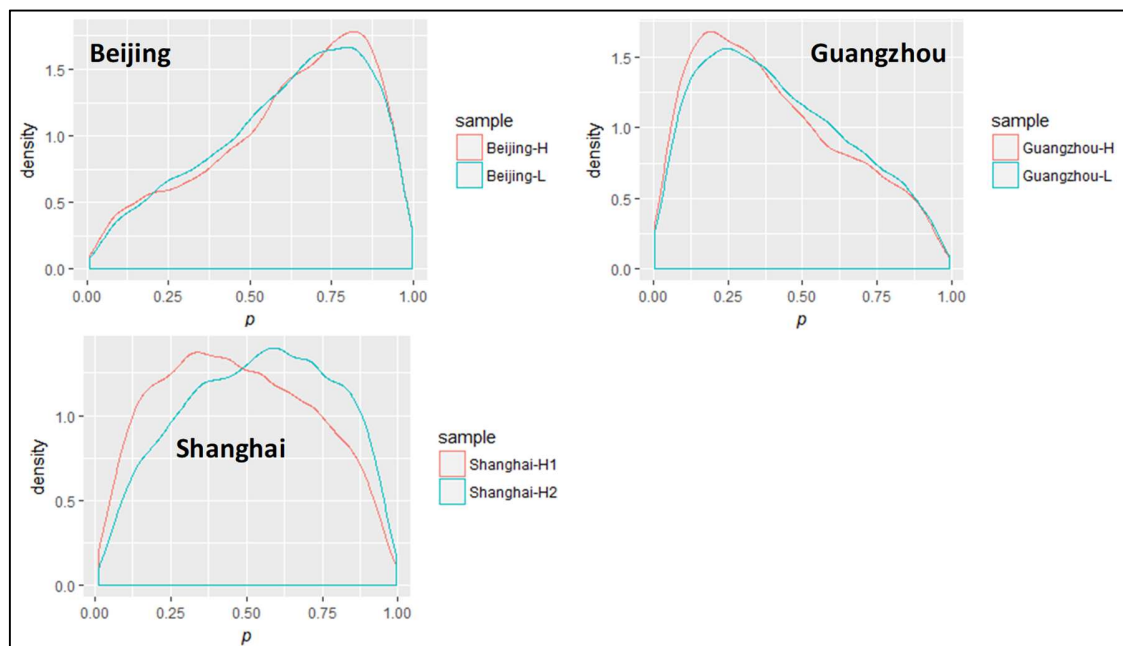 Beijing
1.5
1.0
0.5
0.0
density
0.00
0.25
0.50
0.75
1.00
p
sample
Beijing-H
Beijing-L
Guangzhou
1.5
1.0
0.5
0.0
density
0.00
0.25
0.50
0.75
1.00
p
sample
Guangzhou-H
Guangzhou-L
Shanghai
1.0
0.5
0.0
density
0.00
0.25
0.50
0.75
1.00
p
sample
Shanghai-H1
Shanghai-H2